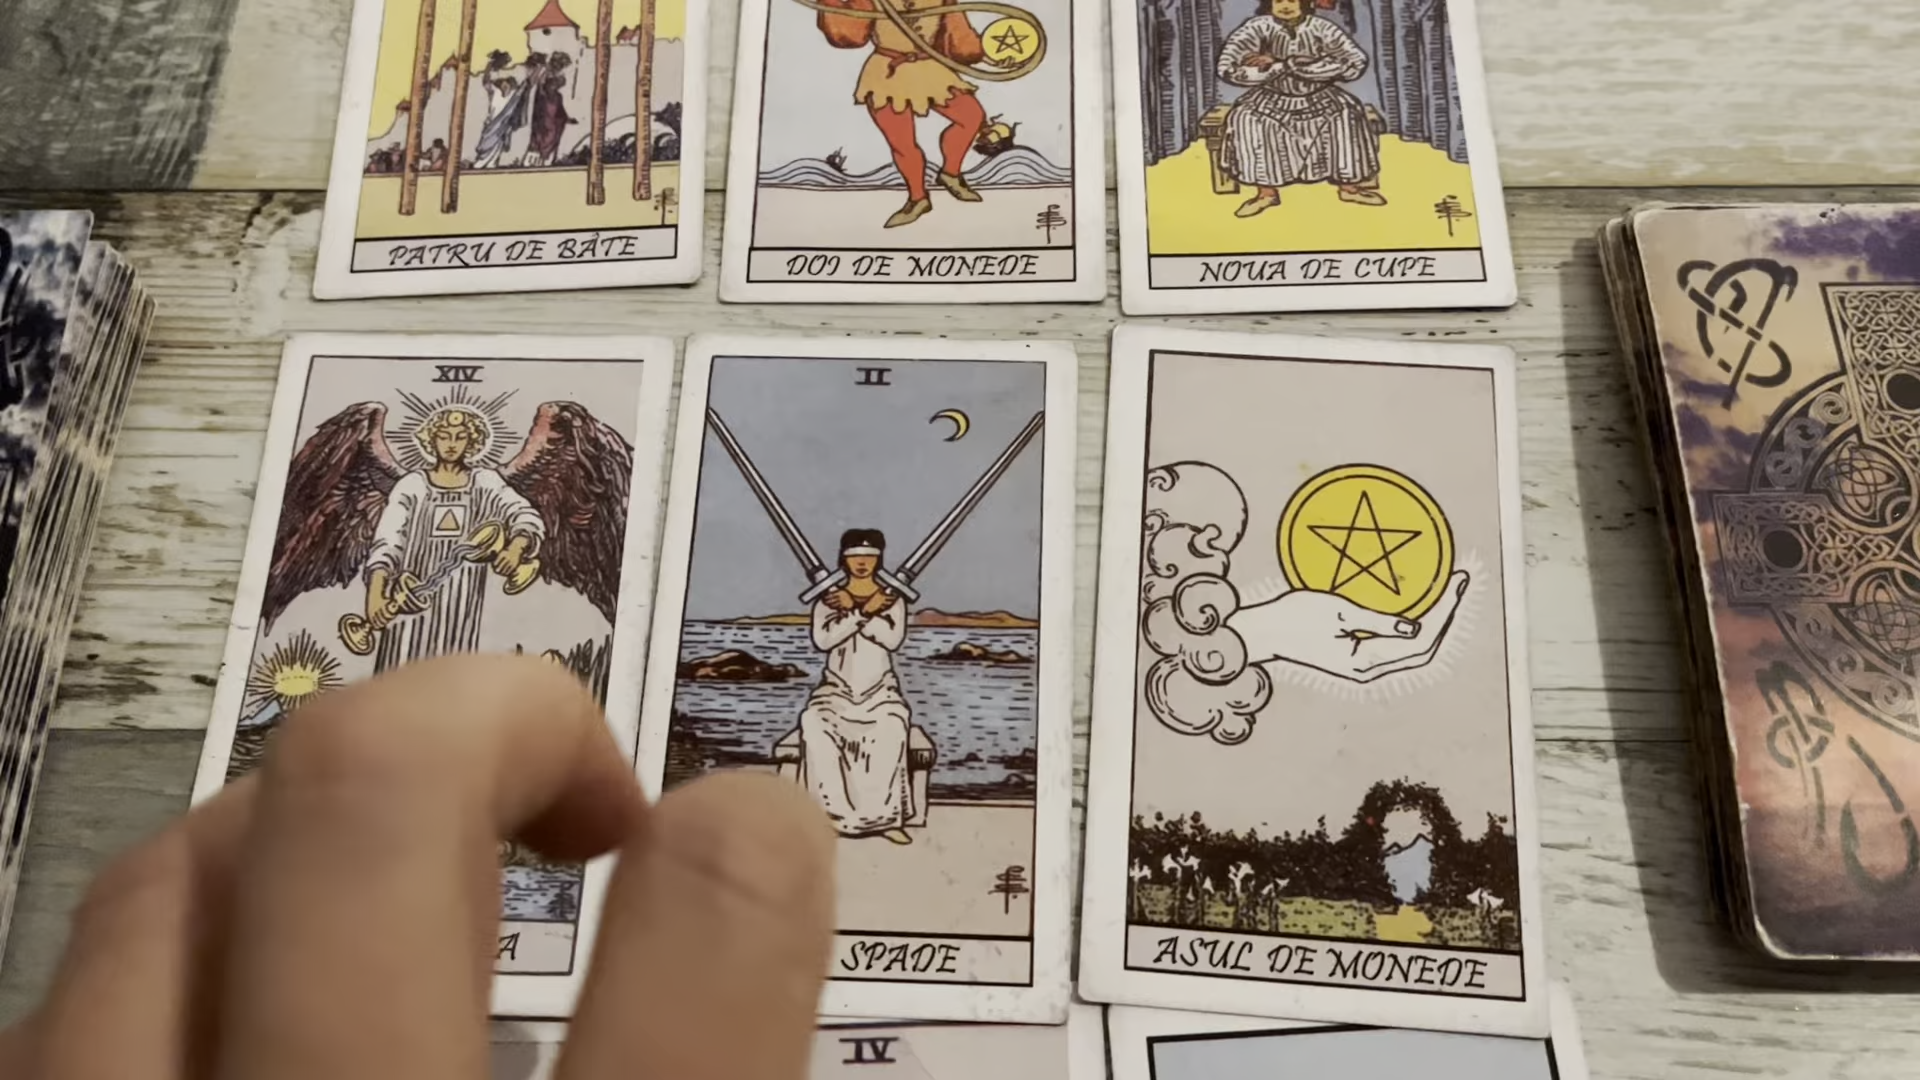 PATRU DE BÂTE
DOI DE MONEDE
NOUA DE CUPE
XIV
II
SPADE
ASUL DE MONEDE
IV